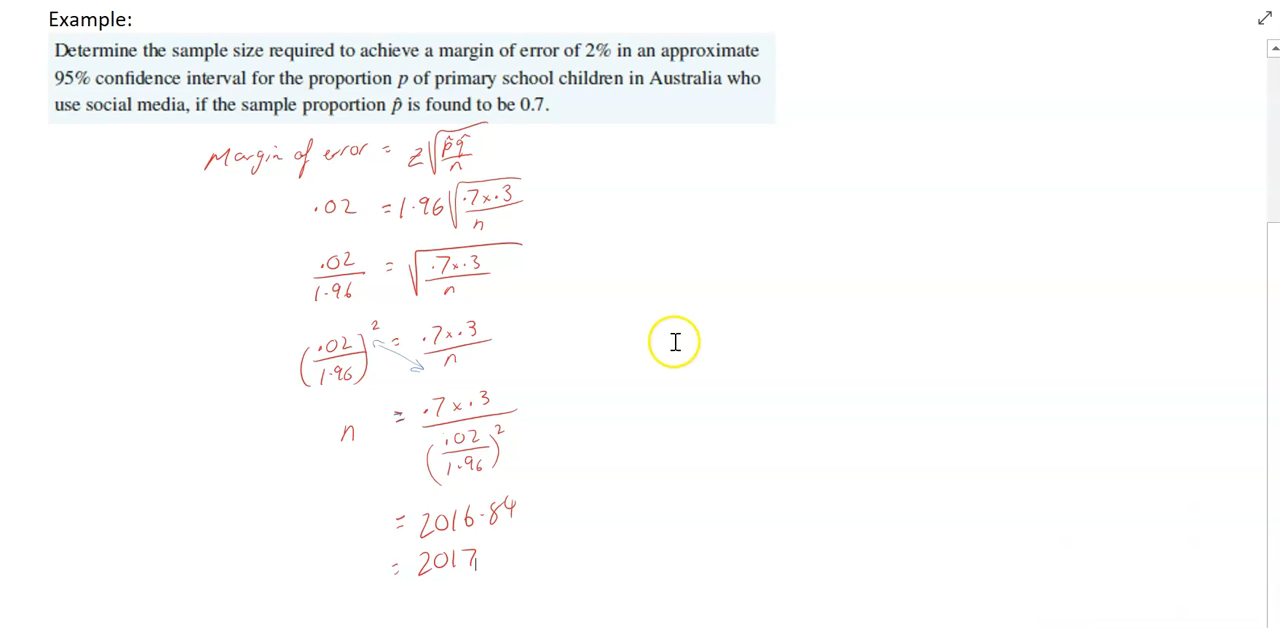 Example:
Determine the sample size required to achieve a margin of error of 2% in an approximate
95% confidence interval for the proportion p of primary school children in Australia who
use social media, if the sample proportion p̂ is found to be 0.7.
Margin of error = z√(p̂q̂/n)
.02 = 1.96√(.7×.3/n)
.02/1.96 = √(.7×.3/n)
(.02/1.96)² = .7×.3/n
n = .7×.3/(.02/1.96)²
= 2016.84
= 2017